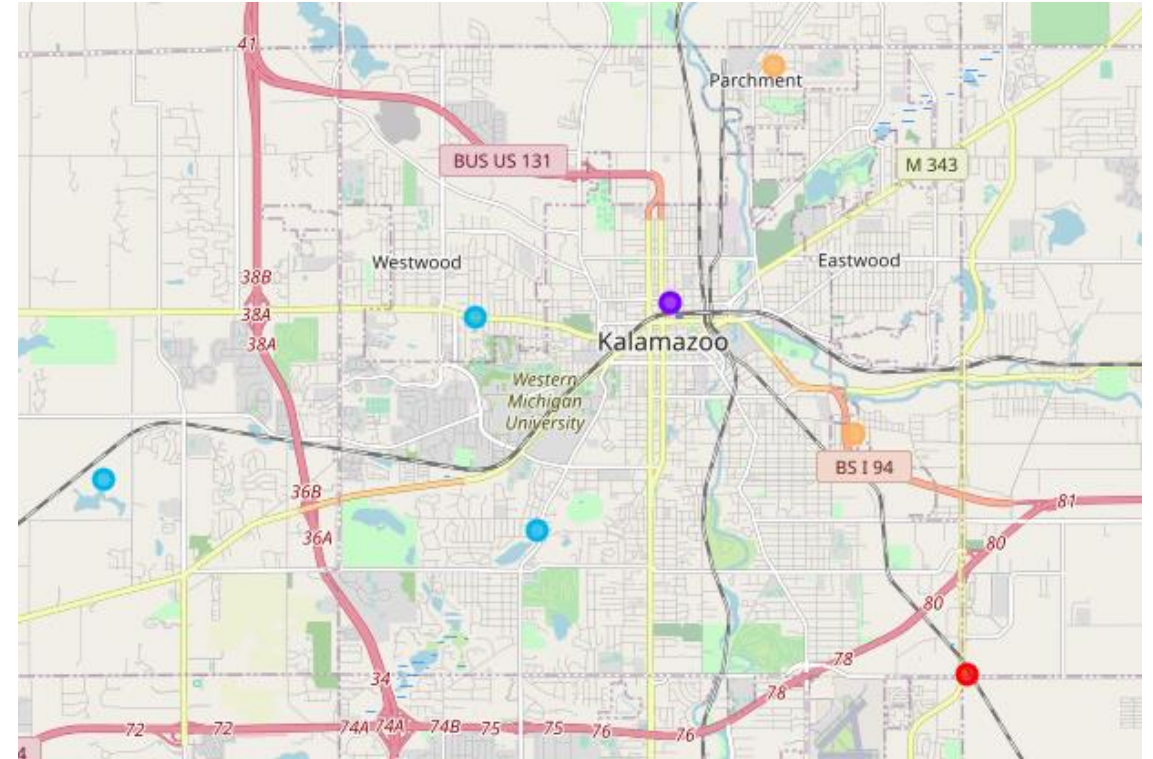 41
Parchment
BUS US 131
M 343
Westwood
Eastwood
38B
38A
38A
Kalamazoo
Western
Michigan
University
BS I 94
36B
81
36A
80
80
78
34
78
72
72
74A
74A
74B
75
75
76
76
4